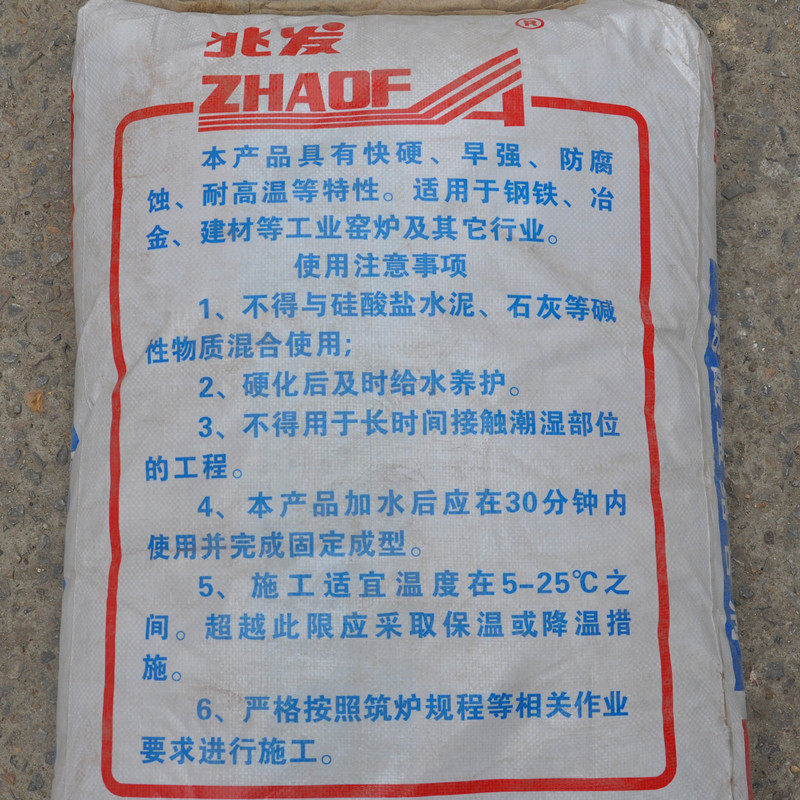 兆发
®
ZHAOFA
本产品具有快硬、早强、防腐
蚀、耐高温等特性。适用于钢铁、冶
金、建材等工业窑炉及其它行业。
使用注意事项
1、不得与硅酸盐水泥、石灰等碱
性物质混合使用;
2、硬化后及时给水养护。
3、不得用于长时间接触潮湿部位
的工程。
4、本产品加水后应在30分钟内
使用并完成固定成型。
5、施工适宜温度在5-25℃之
间。超越此限应采取保温或降温措
施。
6、严格按照筑炉规程等相关作业
要求进行施工。